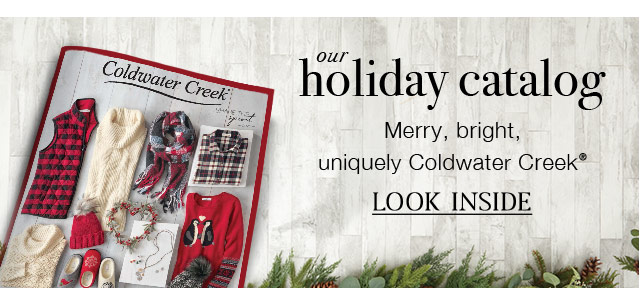 Coldwater Creek®
our
holiday catalog
Merry, bright,
uniquely Coldwater Creek®
LOOK INSIDE